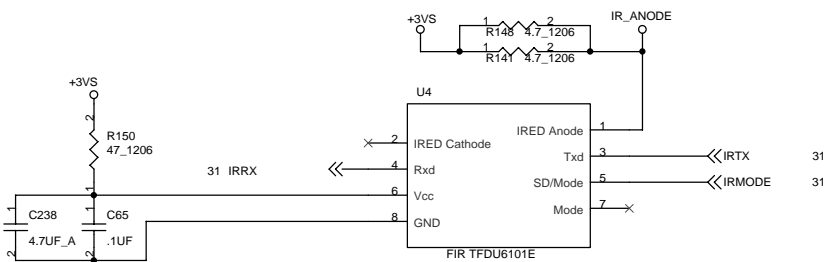 +3VS
IR_ANODE
1
2
R148 4.7_1206
1
2
R141 4.7_1206
+3VS
U4
2
R150
47_1206
1
31 IRRX
2 IRED Cathode
IRED Anode 1
4 Rxd
Txd 3
IRTX 31
6 Vcc
SD/Mode 5
IRMODE 31
8 GND
Mode 7
1
C238
4.7UF_A
2
1
C65
.1UF
2
FIR TFDU6101E